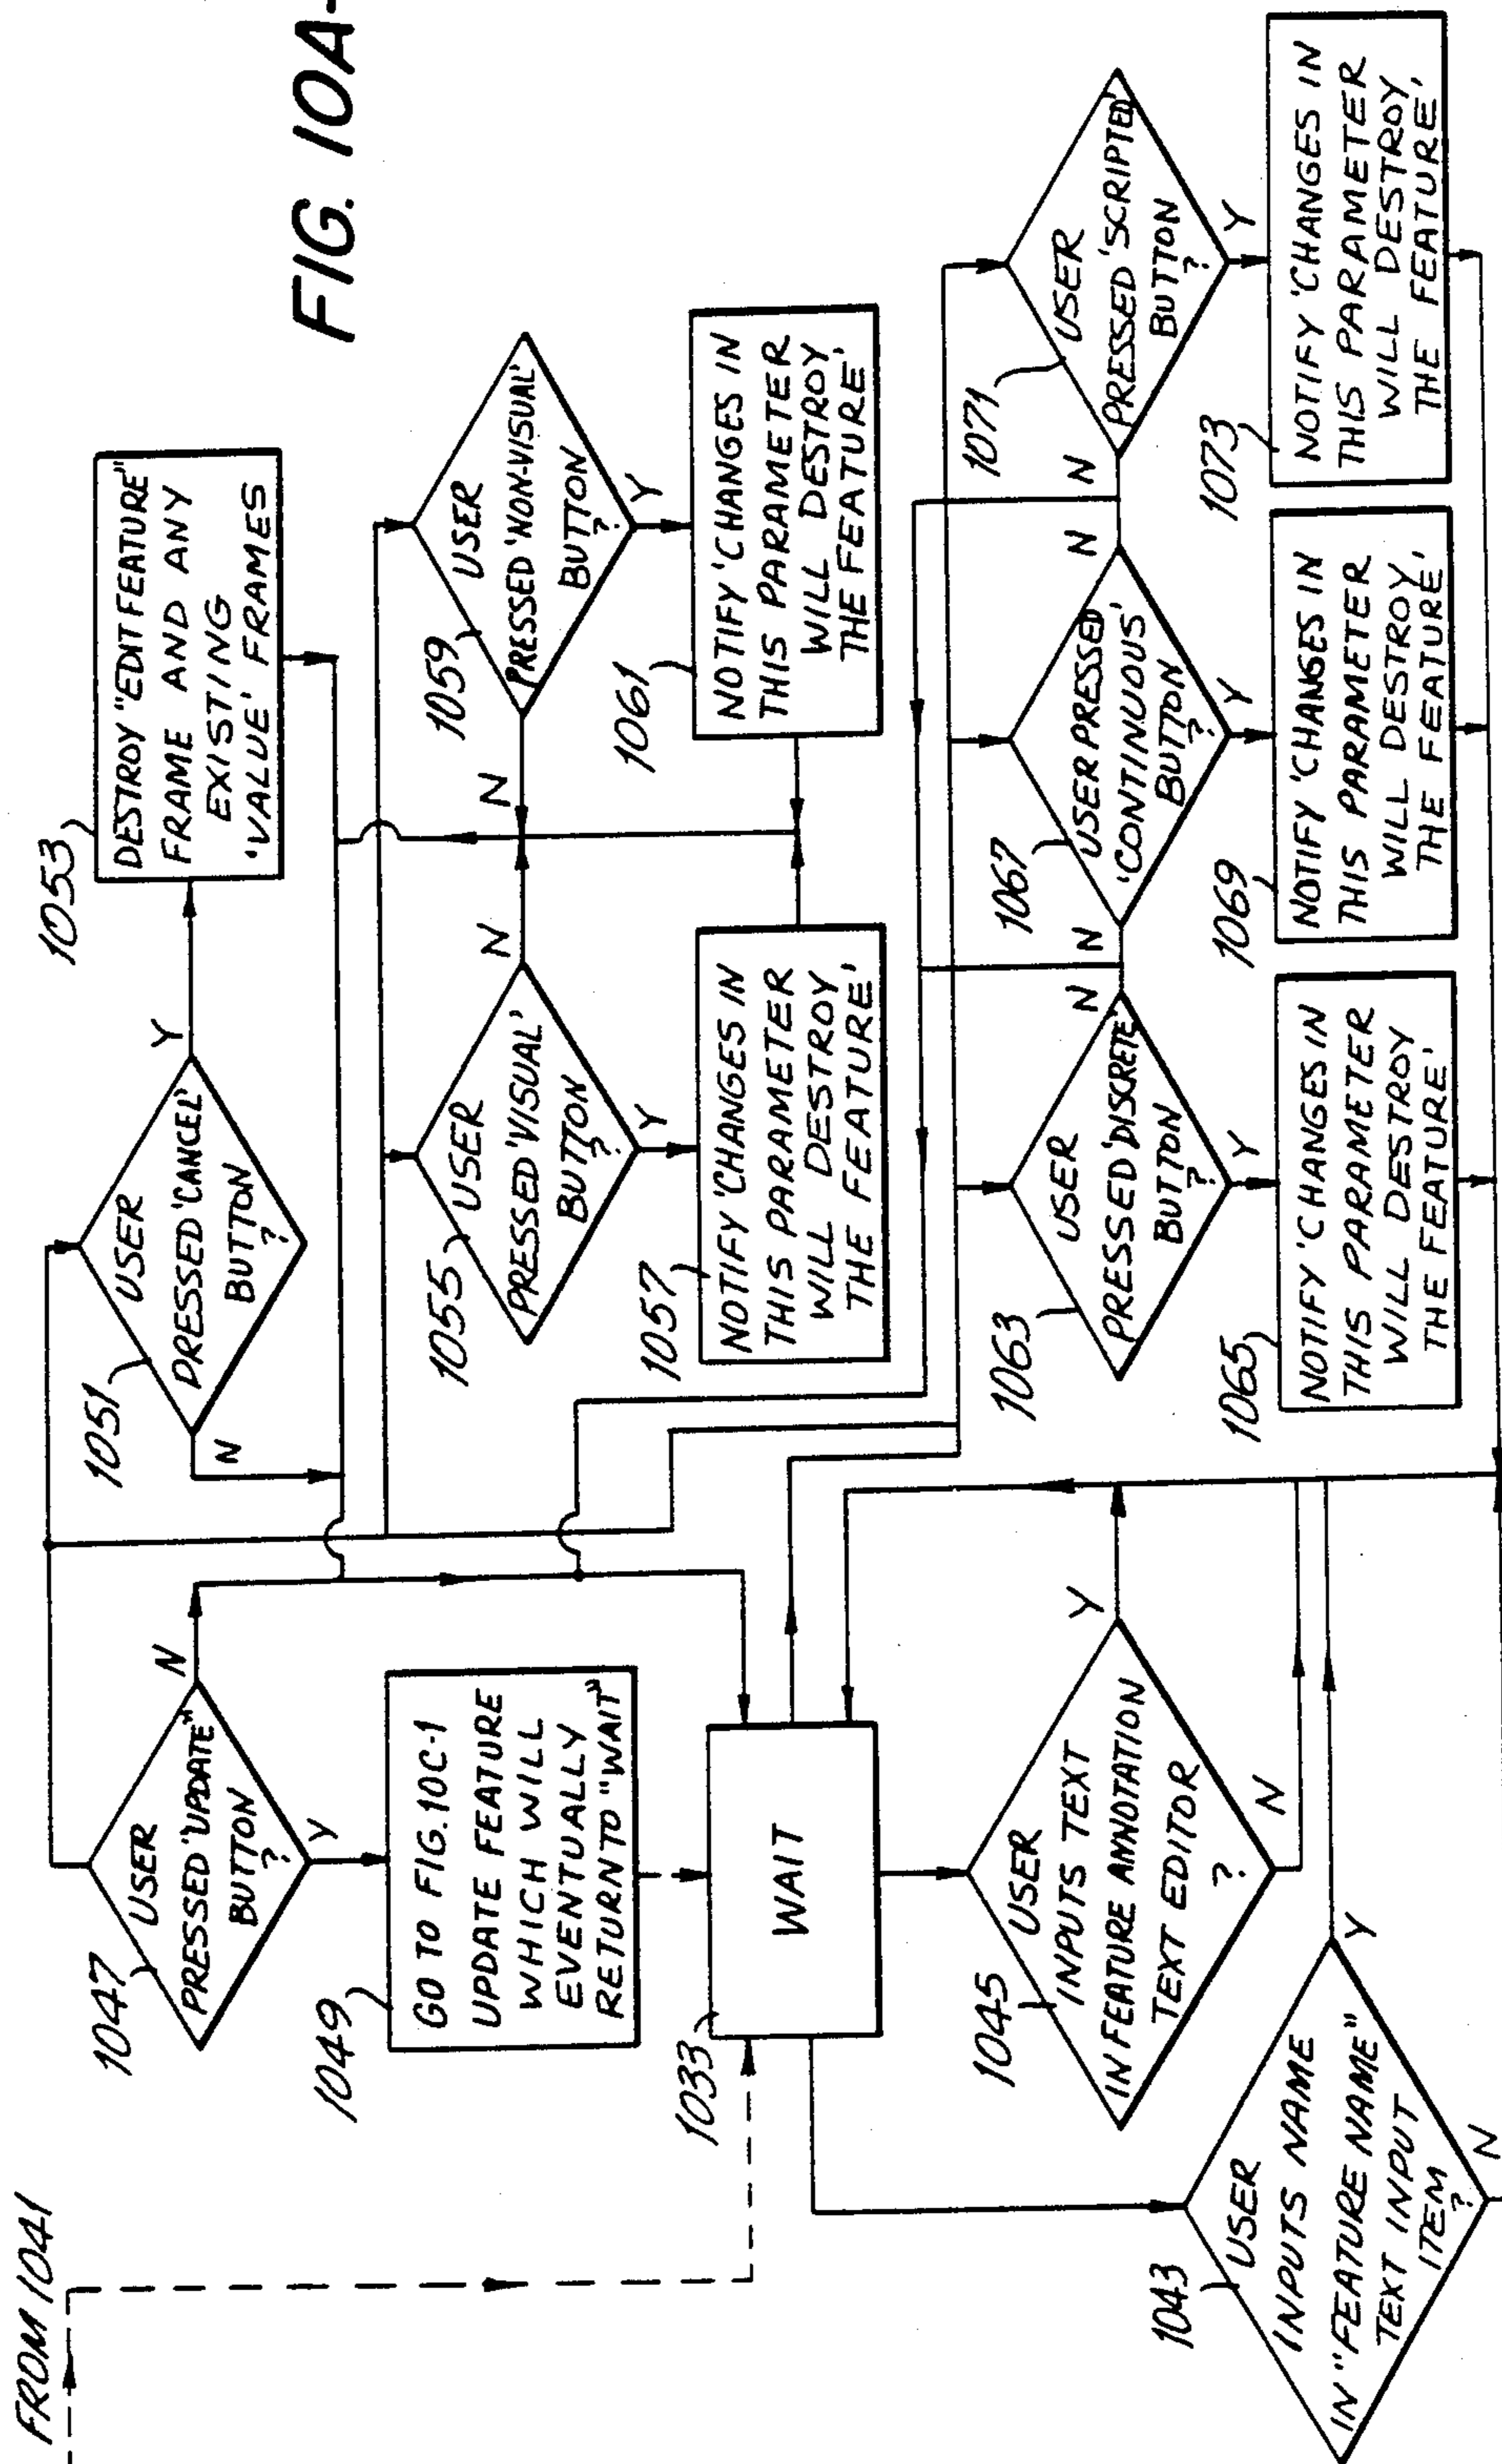 FIG. 10A-
FROM 1041
1047
USER
PRESSED "UPDATE"
BUTTON
?
N
Y
1049
GO TO FIG. 10C-1
UPDATE FEATURE
WHICH WILL
EVENTUALLY
RETURN TO "WAIT"
1051
USER
PRESSED 'CANCEL'
BUTTON
?
N
Y
1053
DESTROY "EDIT FEATURE"
FRAME AND ANY
EXISTING
'VALUE' FRAMES
1055
USER
PRESSED 'VISUAL'
BUTTON
?
N
Y
1057
NOTIFY 'CHANGES IN
THIS PARAMETER
WILL DESTROY
THE FEATURE'
1059
USER
PRESSED 'NON-VISUAL'
BUTTON
?
N
Y
1061
NOTIFY 'CHANGES IN
THIS PARAMETER
WILL DESTROY
THE FEATURE'
1033
WAIT
1045
USER
INPUTS TEXT
IN FEATURE ANNOTATION
TEXT EDITOR
?
Y
N
1043
USER
INPUTS NAME
IN "FEATURE NAME"
TEXT INPUT
ITEM
?
Y
N
1063
USER
PRESSED 'DISCRETE'
BUTTON
?
N
Y
1065
NOTIFY 'CHANGES IN
THIS PARAMETER
WILL DESTROY
THE FEATURE'
1067
USER PRESSED
'CONTINUOUS'
BUTTON
?
N
N
Y
1069
NOTIFY 'CHANGES IN
THIS PARAMETER
WILL DESTROY
THE FEATURE'
1071
USER
PRESSED 'SCRIPTED'
BUTTON
?
N
Y
1073
NOTIFY 'CHANGES IN
THIS PARAMETER
WILL DESTROY
THE FEATURE'